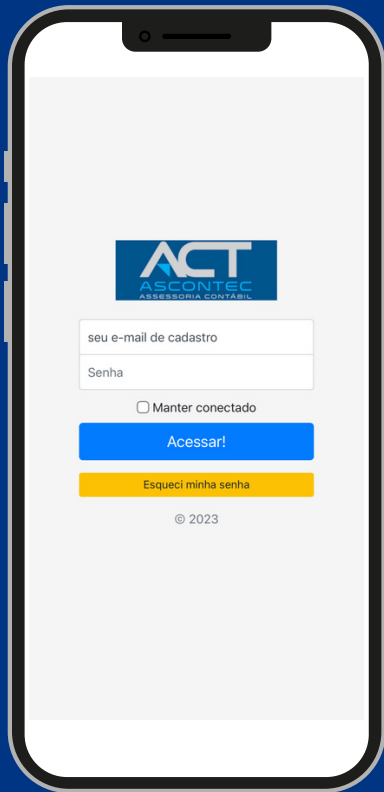 ACT
ASCONTEC
ASSESSORIA CONTÁBIL
seu e-mail de cadastro
Senha
Manter conectado
Acessar!
Esqueci minha senha
© 2023